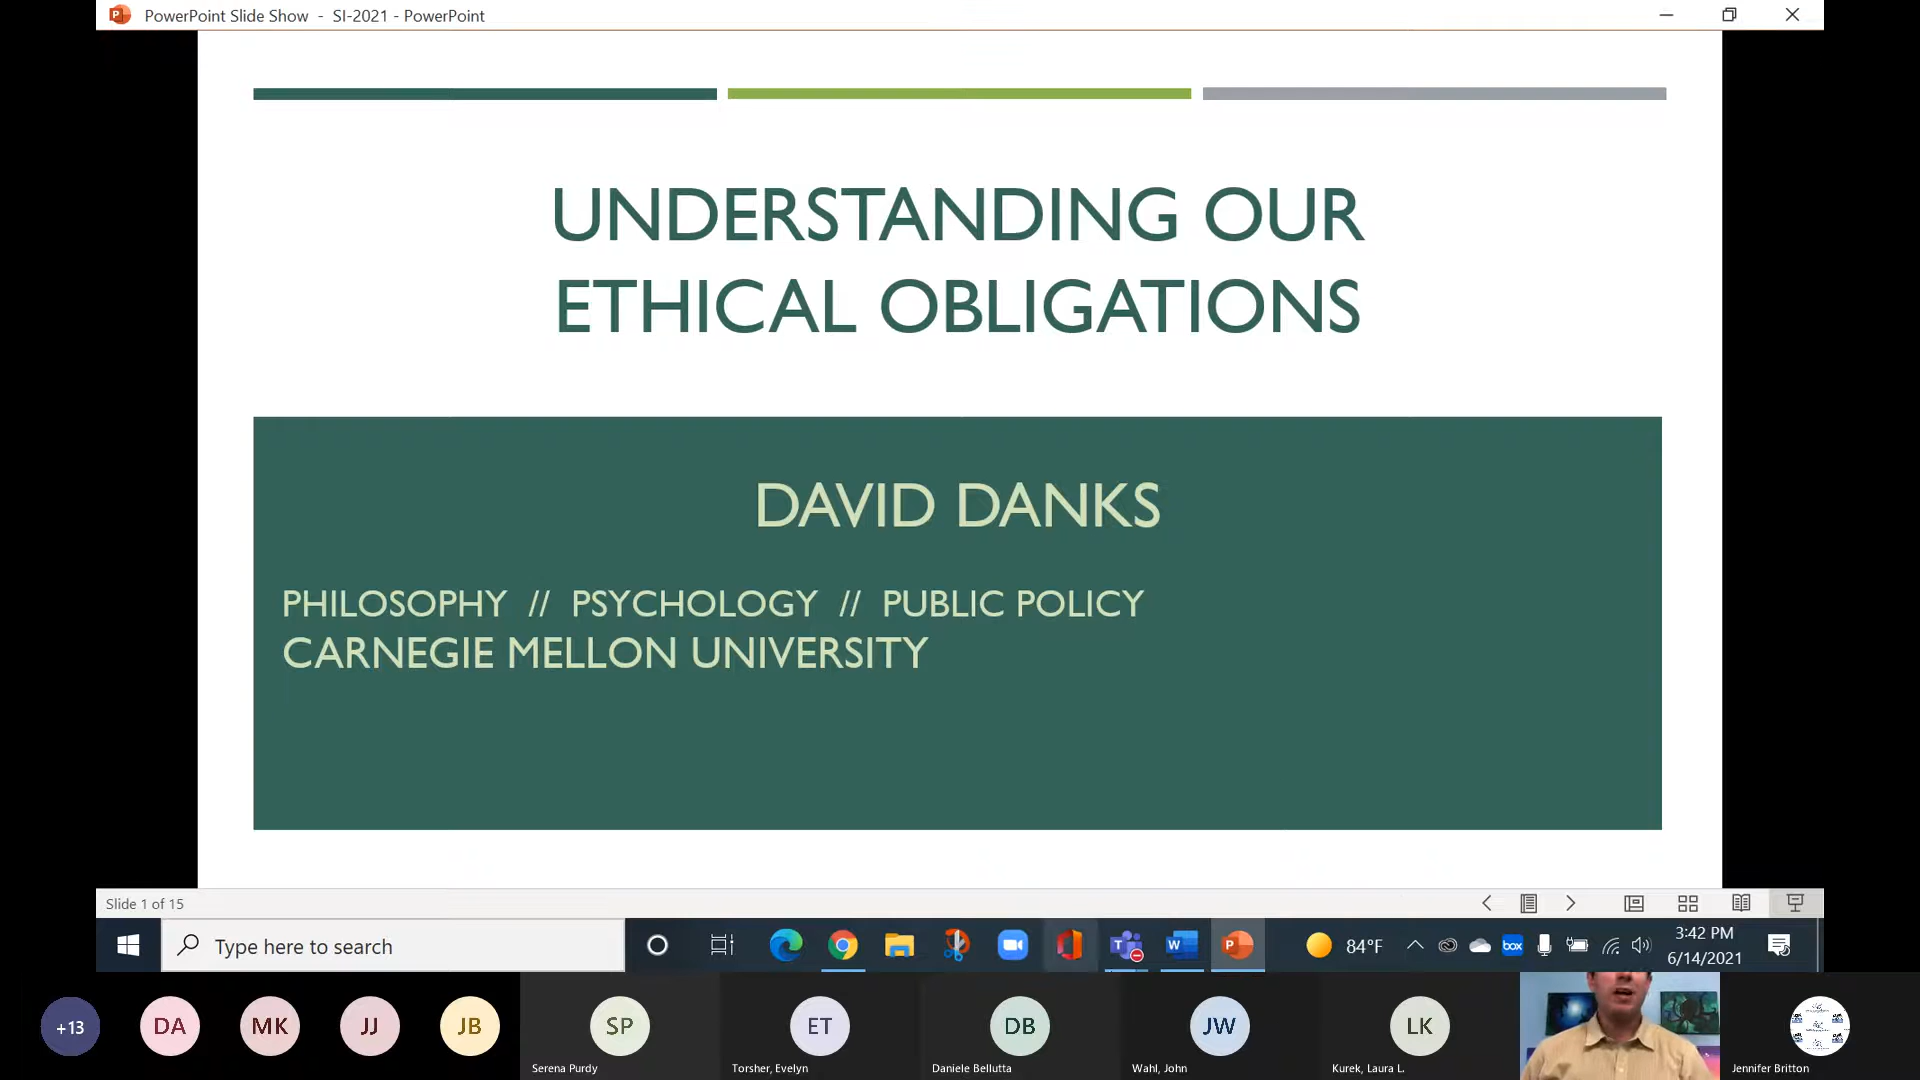 PowerPoint Slide Show - SI-2021 - PowerPoint
UNDERSTANDING OUR
ETHICAL OBLIGATIONS
DAVID DANKS
PHILOSOPHY // PSYCHOLOGY // PUBLIC POLICY
CARNEGIE MELLON UNIVERSITY
Slide 1 of 15
Type here to search
box
84°F
3:42 PM
6/14/2021
+13
DA
MK
JJ
JB
SP
ET
DB
JW
LK
Serena Purdy
Torsher, Evelyn
Daniele Bellutta
Wahl, John
Kurek, Laura L.
Jennifer Britton